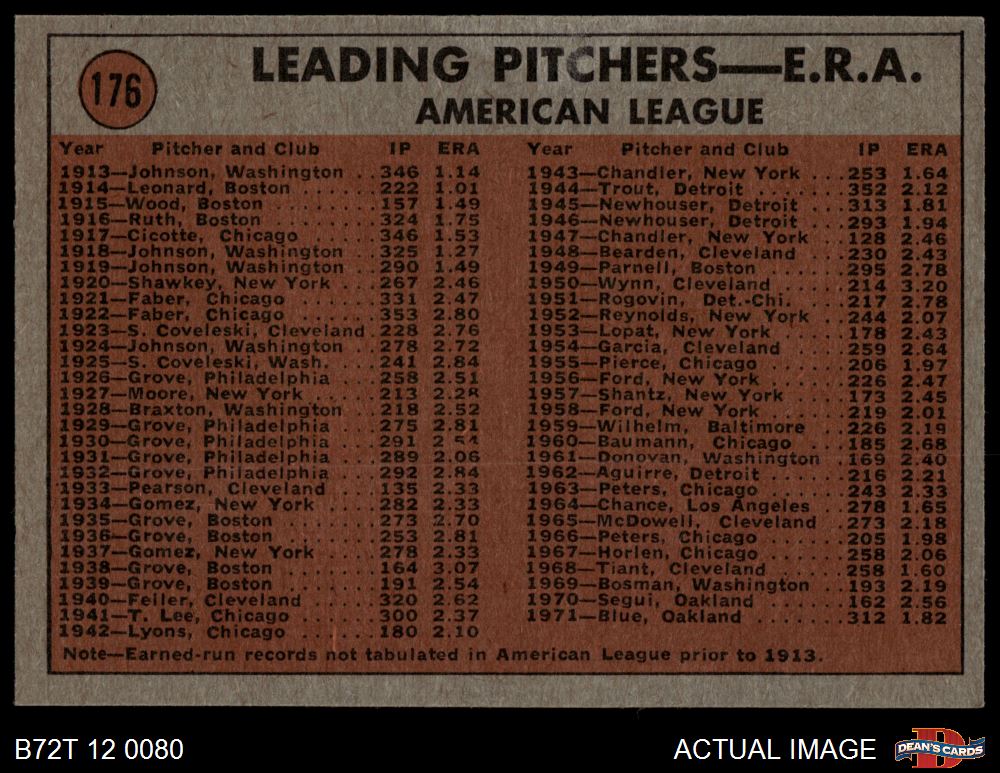 176
LEADING PITCHERS—E.R.A.
AMERICAN LEAGUE
Year Pitcher and Club IP ERA
1913—Johnson, Washington . . 346 1.14
1914—Leonard, Boston . . . . . . 222 1.01
1915—Wood, Boston . . . . . . . . . 157 1.49
1916—Ruth, Boston . . . . . . . . . 324 1.75
1917—Cicotte, Chicago . . . . . . 346 1.53
1918—Johnson, Washington . . 325 1.27
1919—Johnson, Washington . . 290 1.49
1920—Shawkey, New York . . . 267 2.46
1921—Faber, Chicago . . . . . . . 331 2.47
1922—Faber, Chicago . . . . . . . 353 2.80
1923—S. Coveleski, Cleveland . 228 2.76
1924—Johnson, Washington . . 278 2.72
1925—S. Coveleski, Wash. . . . . 241 2.84
1926—Grove, Philadelphia . . . 258 2.51
1927—Moore, New York . . . . . 213 2.28
1928—Braxton, Washington . . 218 2.52
1929—Grove, Philadelphia . . . 275 2.81
1930—Grove, Philadelphia . . . 291 2.54
1931—Grove, Philadelphia . . . 289 2.06
1932—Grove, Philadelphia . . . 292 2.84
1933—Pearson, Cleveland . . . . 135 2.33
1934—Gomez, New York . . . . . 282 2.33
1935—Grove, Boston . . . . . . . . 273 2.70
1936—Grove, Boston . . . . . . . . 253 2.81
1937—Gomez, New York . . . . . 278 2.33
1938—Grove, Boston . . . . . . . . 164 3.07
1939—Grove, Boston . . . . . . . . 191 2.54
1940—Feller, Cleveland . . . . . . 320 2.62
1941—T. Lee, Chicago . . . . . . . 300 2.37
1942—Lyons, Chicago . . . . . . . 180 2.10
Year Pitcher and Club IP ERA
1943—Chandler, New York . . . 253 1.64
1944—Trout, Detroit . . . . . . . . 352 2.12
1945—Newhouser, Detroit . . . 313 1.81
1946—Newhouser, Detroit . . . 293 1.94
1947—Chandler, New York . . . 128 2.46
1948—Bearden, Cleveland . . . . 230 2.43
1949—Parnell, Boston . . . . . . . 295 2.78
1950—Wynn, Cleveland . . . . . . 214 3.20
1951—Rogovin, Det.-Chi. . . . . 217 2.78
1952—Reynolds, New York . . . 244 2.07
1953—Lopat, New York . . . . . . 178 2.43
1954—Garcia, Cleveland . . . . . 259 2.64
1955—Pierce, Chicago . . . . . . . 206 1.97
1956—Ford, New York . . . . . . . 226 2.47
1957—Shantz, New York . . . . . 173 2.45
1958—Ford, New York . . . . . . . 219 2.01
1959—Wilhelm, Baltimore . . . 226 2.19
1960—Baumann, Chicago . . . . 185 2.68
1961—Donovan, Washington . 169 2.40
1962—Aguirre, Detroit . . . . . . 216 2.21
1963—Peters, Chicago . . . . . . . 243 2.33
1964—Chance, Los Angeles . . 278 1.65
1965—McDowell, Cleveland . . 273 2.18
1966—Peters, Chicago . . . . . . . 205 1.98
1967—Horlen, Chicago . . . . . . 258 2.06
1968—Tiant, Cleveland . . . . . . 258 1.60
1969—Bosman, Washington . . 193 2.19
1970—Segui, Oakland . . . . . . . 162 2.56
1971—Blue, Oakland . . . . . . . . 312 1.82
Note—Earned-run records not tabulated in American League prior to 1913.
B72T 12 0080
ACTUAL IMAGE
DEAN'S CARDS